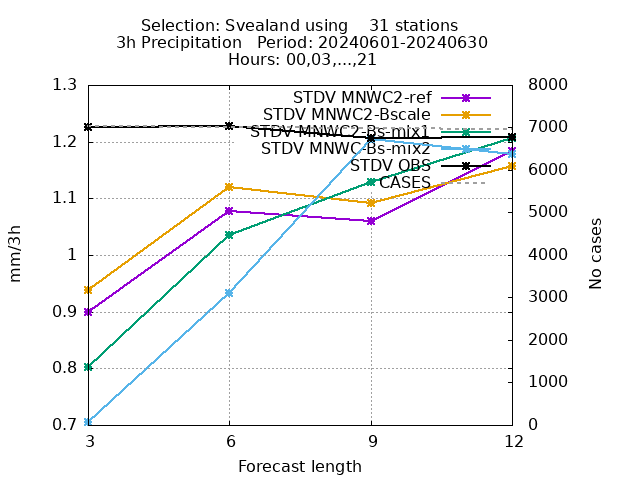 Selection: Svealand using    31 stations
3h Precipitation   Period: 20240601-20240630
Hours: 00,03,...,21
STDV MNWC2-ref
STDV MNWC2-Bscale
STDV MNWC2-Bs-mix1
STDV MNWC-Bs-mix2
STDV OBS
CASES
1.3
1.2
1.1
1
0.9
0.8
0.7
mm/3h
8000
7000
6000
5000
4000
3000
2000
1000
0
No cases
3 6 9 12
Forecast length